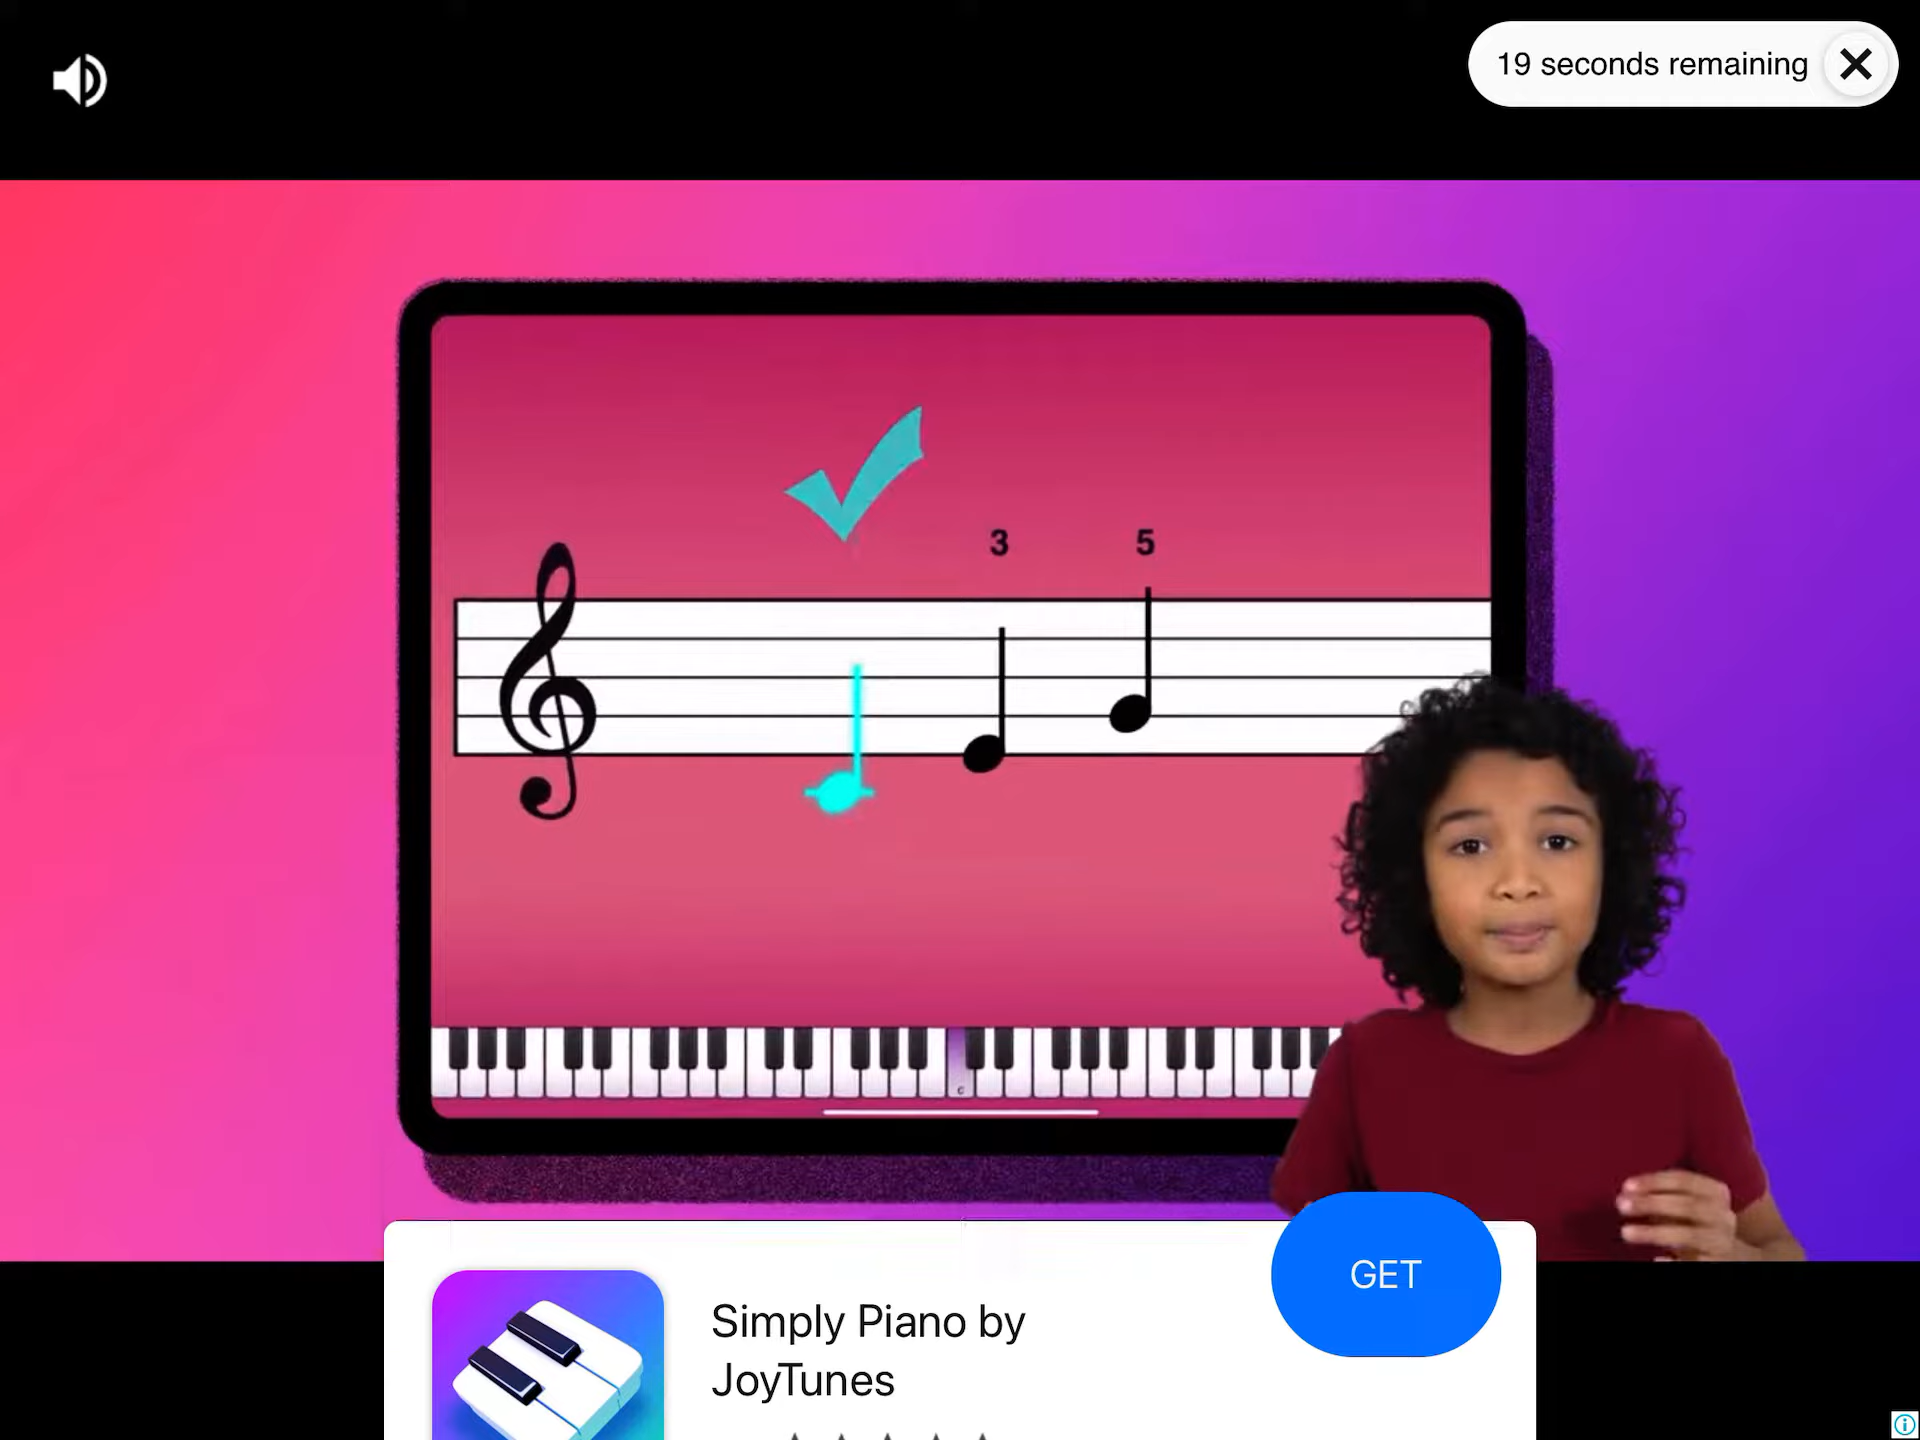 19 seconds remaining
3 5
C
Simply Piano by
JoyTunes
GET